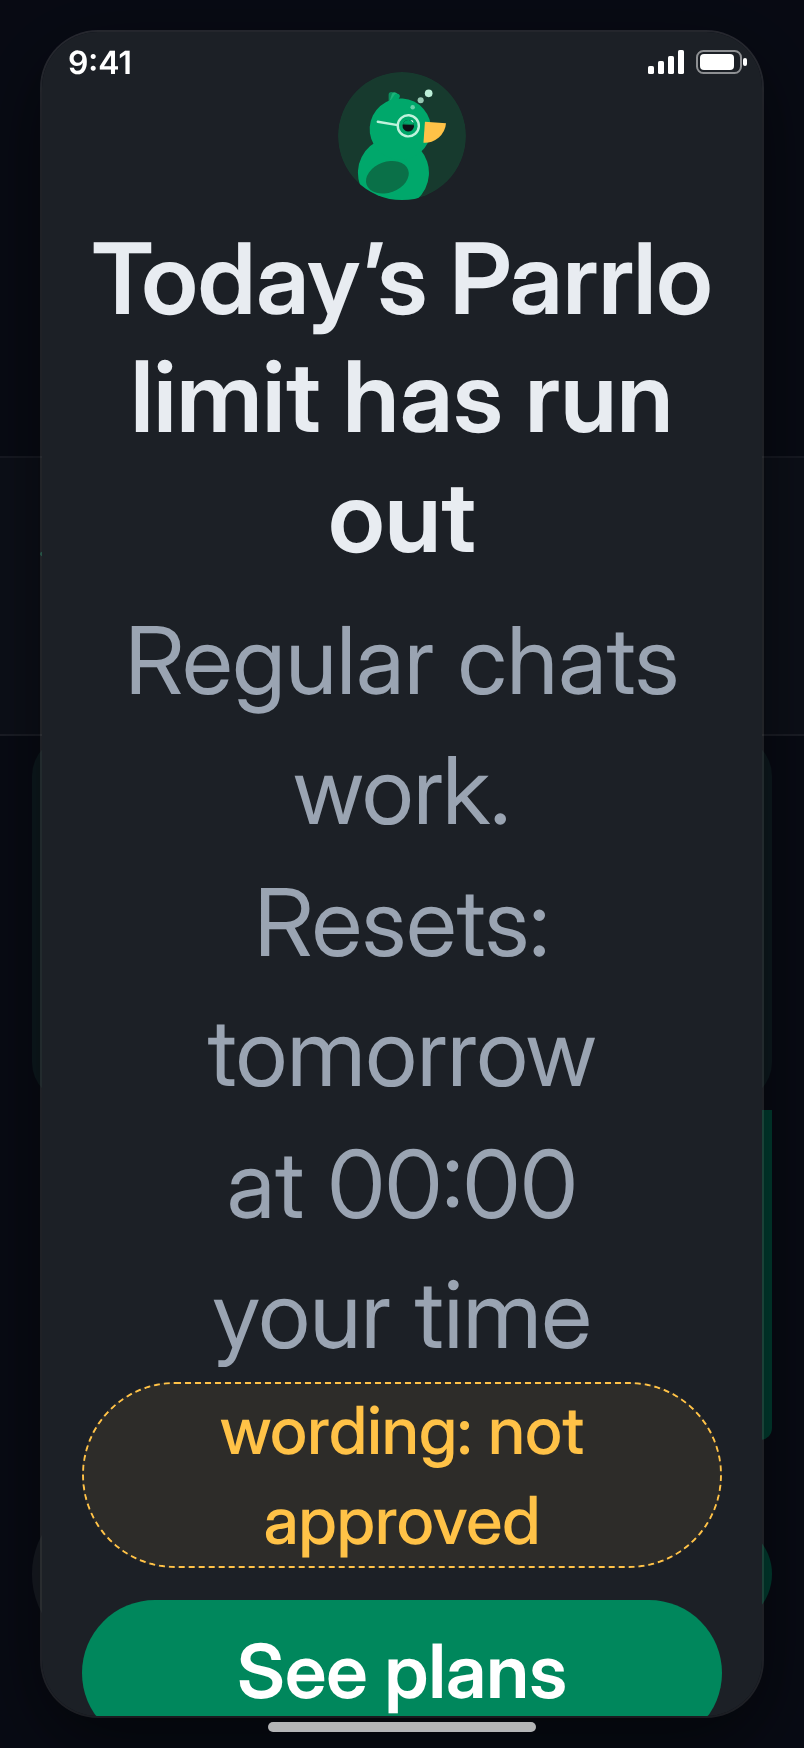 9:41
Today’s Parrlo
limit has run
out
Regular chats
work.
Resets:
tomorrow
at 00:00
your time
wording: not
approved
See plans